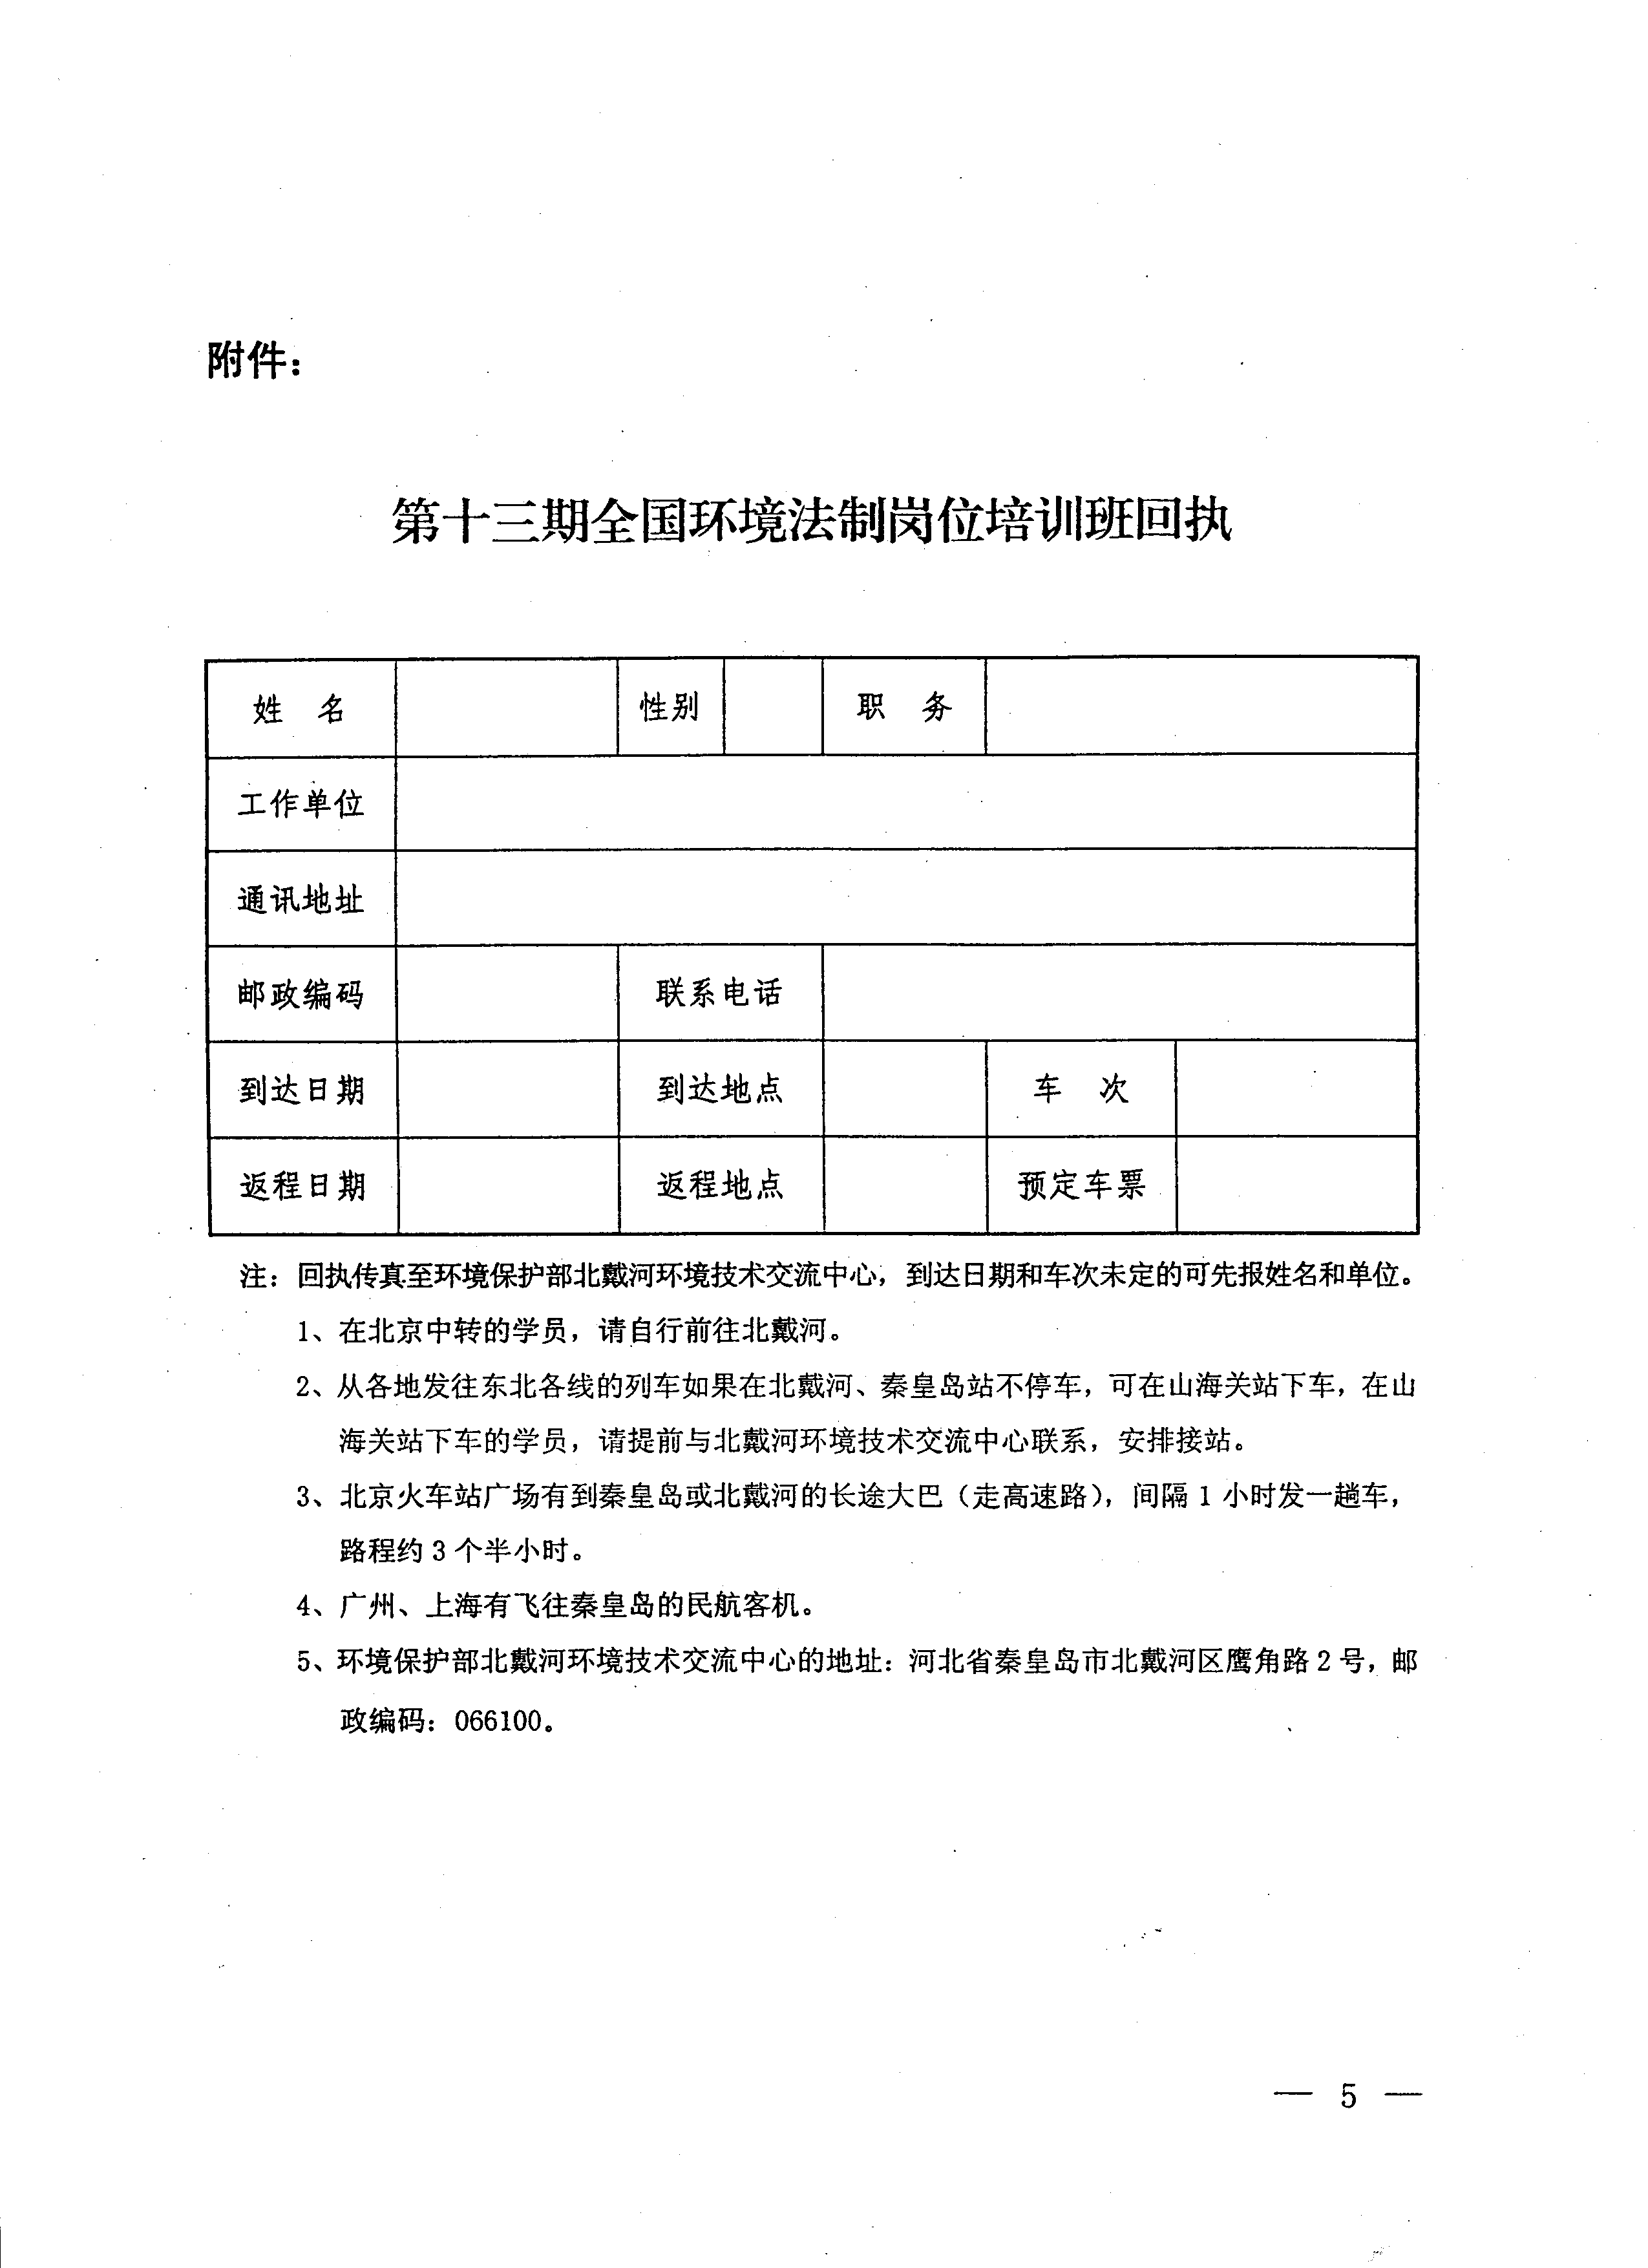 附件：
第十三期全国环境法制岗位培训班回执
姓 名 性别 职 务
工作单位
通讯地址
邮政编码 联系电话
到达日期 到达地点 车 次
返程日期 返程地点 预定车票
注：回执传真至环境保护部北戴河环境技术交流中心，到达日期和车次未定的可先报姓名和单位。
1、在北京中转的学员，请自行前往北戴河。
2、从各地发往东北各线的列车如果在北戴河、秦皇岛站不停车，可在山海关站下车，在山
海关站下车的学员，请提前与北戴河环境技术交流中心联系，安排接站。
3、北京火车站广场有到秦皇岛或北戴河的长途大巴（走高速路），间隔 1 小时发一趟车，
路程约 3 个半小时。
4、广州、上海有飞往秦皇岛的民航客机。
5、环境保护部北戴河环境技术交流中心的地址：河北省秦皇岛市北戴河区鹰角路 2 号，邮
政编码：066100。
— 5 —